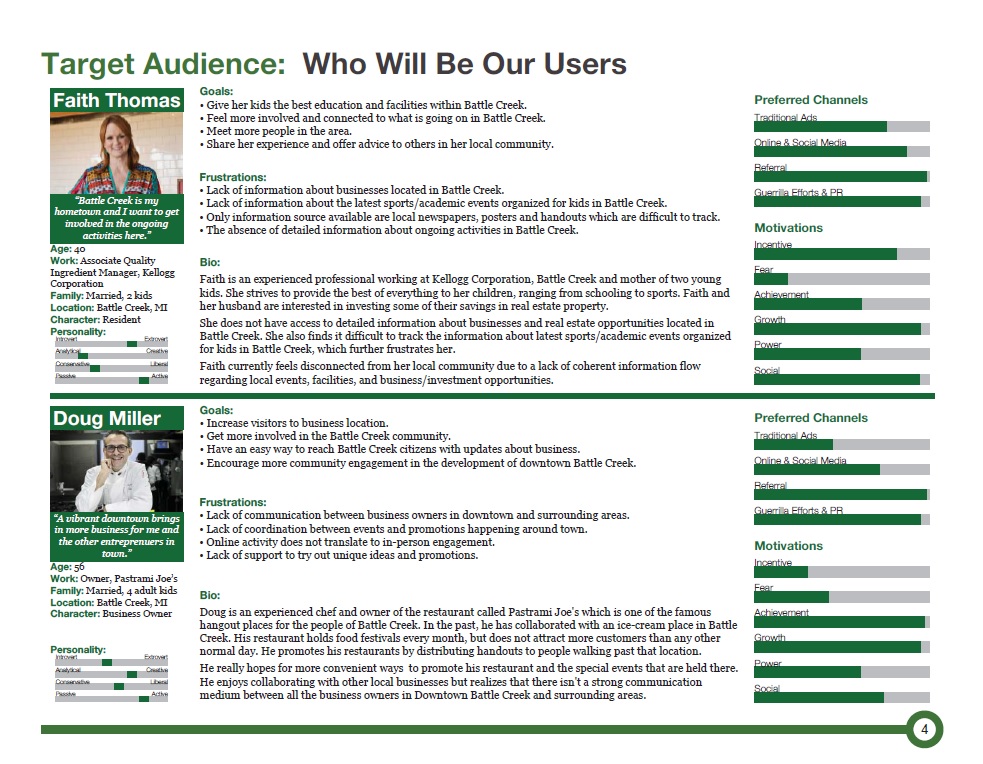 Target Audience: Who Will Be Our Users
Faith Thomas
"Battle Creek is my
hometown and I want to get
involved in the ongoing
activities here."
Age: 40
Work: Associate Quality
Ingredient Manager, Kellogg
Corporation
Family: Married, 2 kids
Location: Battle Creek, MI
Character: Resident
Personality:
Introvert Extrovert
Analytical Creative
Conservative Liberal
Passive Active
Goals:
• Give her kids the best education and facilities within Battle Creek.
• Feel more involved and connected to what is going on in Battle Creek.
• Meet more people in the area.
• Share her experience and offer advice to others in her local community.
Frustrations:
• Lack of information about businesses located in Battle Creek.
• Lack of information about the latest sports/academic events organized for kids in Battle Creek.
• Only information source available are local newspapers, posters and handouts which are difficult to track.
• The absence of detailed information about ongoing activities in Battle Creek.
Bio:
Faith is an experienced professional working at Kellogg Corporation, Battle Creek and mother of two young
kids. She strives to provide the best of everything to her children, ranging from schooling to sports. Faith and
her husband are interested in investing some of their savings in real estate property.
She does not have access to detailed information about businesses and real estate opportunities located in
Battle Creek. She also finds it difficult to track the information about latest sports/academic events organized
for kids in Battle Creek, which further frustrates her.
Faith currently feels disconnected from her local community due to a lack of coherent information flow
regarding local events, facilities, and business/investment opportunities.
Preferred Channels
Traditional Ads
Online & Social Media
Referral
Guerrilla Efforts & PR
Motivations
Incentive
Fear
Achievement
Growth
Power
Social
Doug Miller
"A vibrant downtown brings
in more business for me and
the other entreprenuers in
town."
Age: 56
Work: Owner, Pastrami Joe's
Family: Married, 4 adult kids
Location: Battle Creek, MI
Character: Business Owner
Personality:
Introvert Extrovert
Analytical Creative
Conservative Liberal
Passive Active
Goals:
• Increase visitors to business location.
• Get more involved in the Battle Creek community.
• Have an easy way to reach Battle Creek citizens with updates about business.
• Encourage more community engagement in the development of downtown Battle Creek.
Frustrations:
• Lack of communication between business owners in downtown and surrounding areas.
• Lack of coordination between events and promotions happening around town.
• Online activity does not translate to in-person engagement.
• Lack of support to try out unique ideas and promotions.
Bio:
Doug is an experienced chef and owner of the restaurant called Pastrami Joe's which is one of the famous
hangout places for the people of Battle Creek. In the past, he has collaborated with an ice-cream place in Battle
Creek. His restaurant holds food festivals every month, but does not attract more customers than any other
normal day. He promotes his restaurants by distributing handouts to people walking past that location.
He really hopes for more convenient ways to promote his restaurant and the special events that are held there.
He enjoys collaborating with other local businesses but realizes that there isn't a strong communication
medium between all the business owners in Downtown Battle Creek and surrounding areas.
Preferred Channels
Traditional Ads
Online & Social Media
Referral
Guerrilla Efforts & PR
Motivations
Incentive
Fear
Achievement
Growth
Power
Social
4